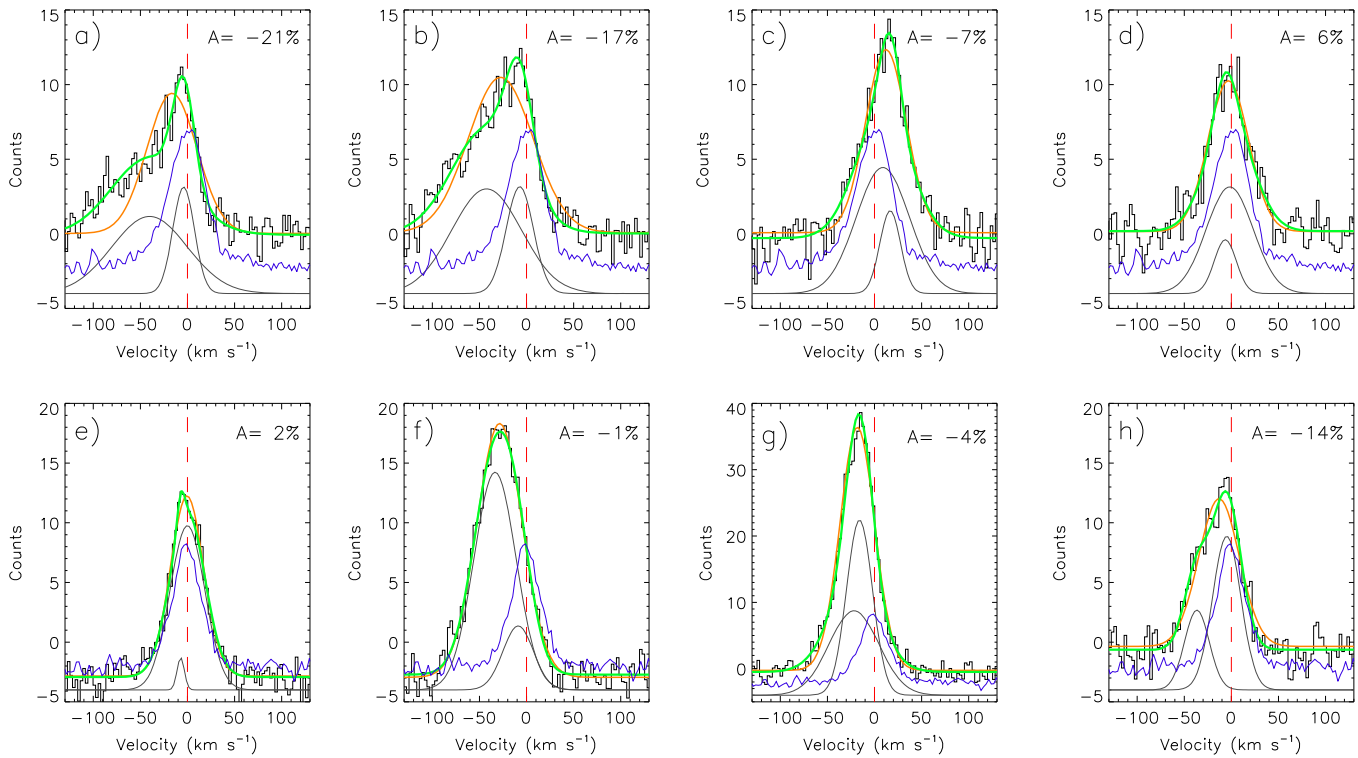 a)
A= −21%
15
10
5
0
−5
Counts
−100 −50 0 50 100
Velocity (km s⁻¹)
b)
A= −17%
15
10
5
0
−5
Counts
−100 −50 0 50 100
Velocity (km s⁻¹)
c)
A= −7%
15
10
5
0
−5
Counts
−100 −50 0 50 100
Velocity (km s⁻¹)
d)
A= 6%
15
10
5
0
−5
Counts
−100 −50 0 50 100
Velocity (km s⁻¹)
e)
A= 2%
20
15
10
5
0
−5
Counts
−100 −50 0 50 100
Velocity (km s⁻¹)
f)
A= −1%
20
15
10
5
0
−5
Counts
−100 −50 0 50 100
Velocity (km s⁻¹)
g)
A= −4%
40
30
20
10
0
Counts
−100 −50 0 50 100
Velocity (km s⁻¹)
h)
A= −14%
20
15
10
5
0
−5
Counts
−100 −50 0 50 100
Velocity (km s⁻¹)